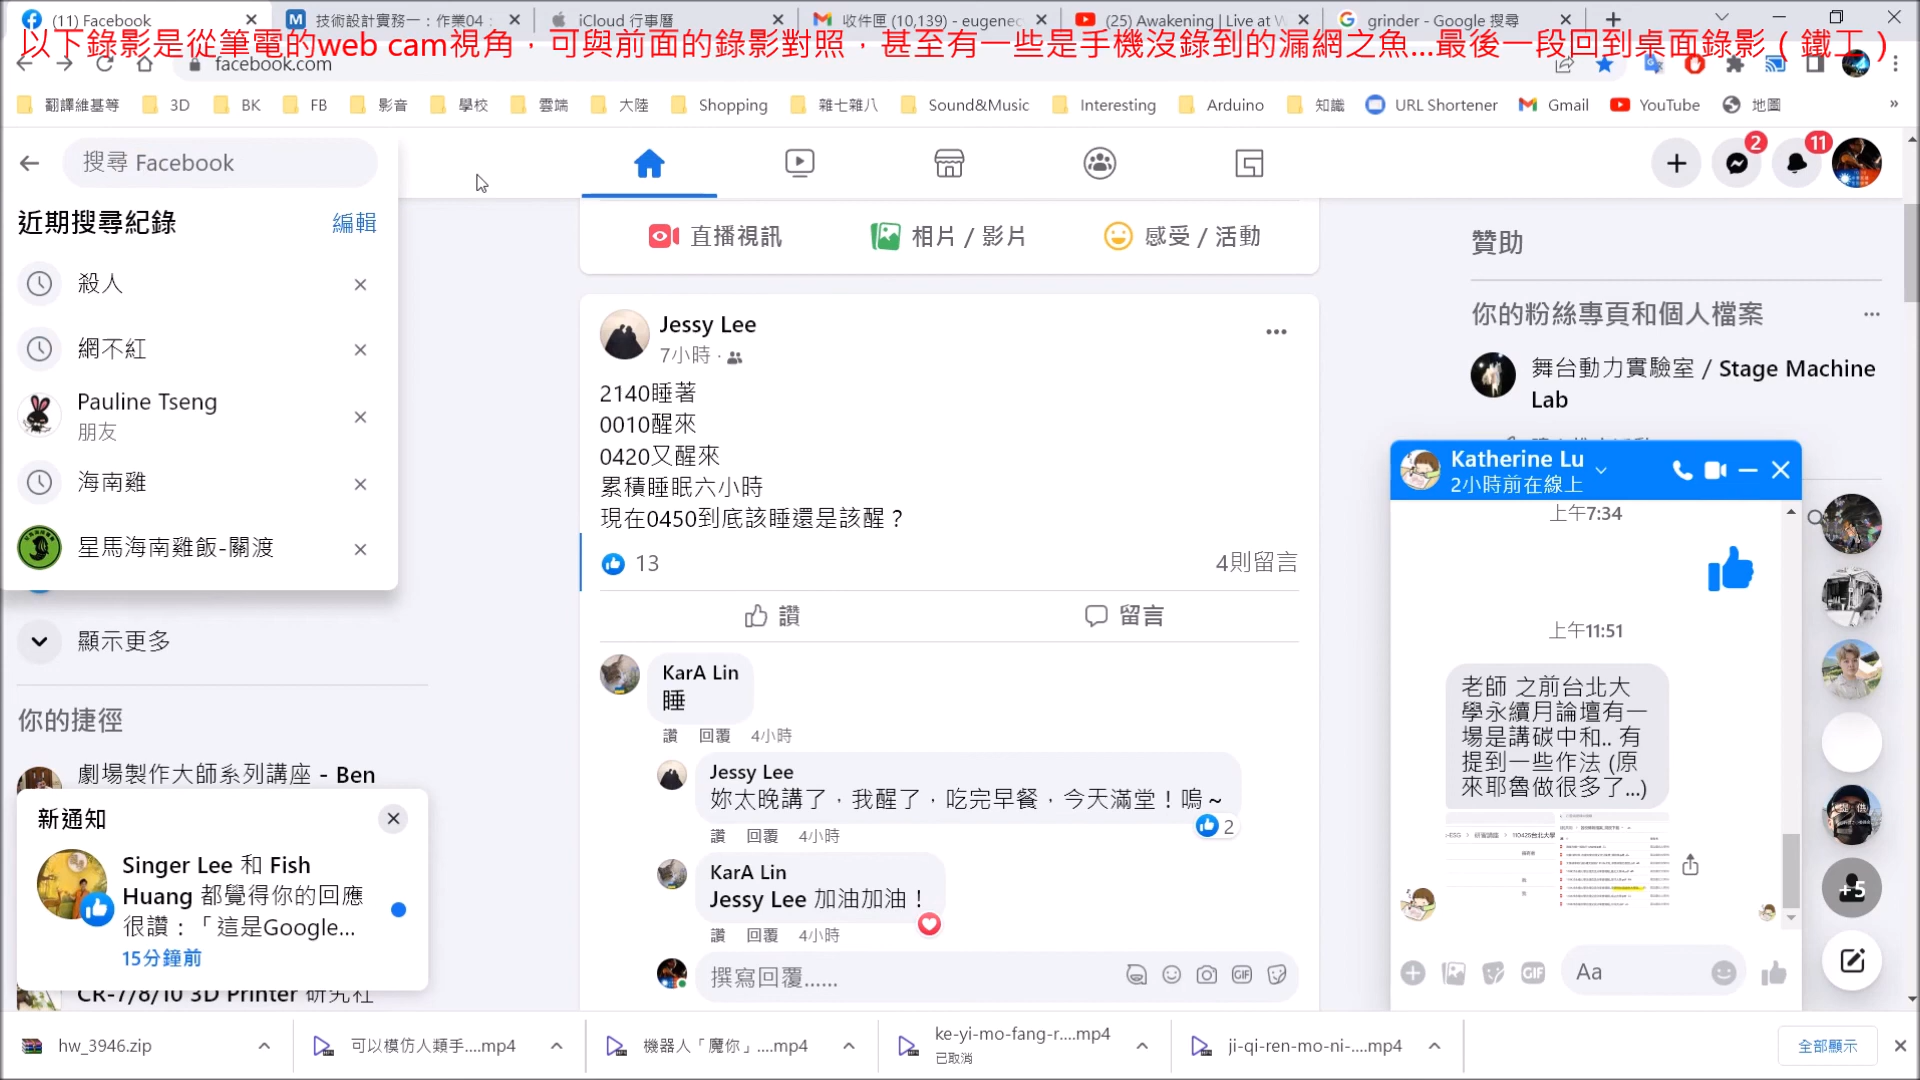 (11) Facebook
技術設計實務一：作業04：
iCloud 行事曆
收件匣 (10,139) - eugenec
(25) Awakening | Live at W
grinder - Google 搜尋
以下錄影是從筆電的web cam視角，可與前面的錄影對照，甚至有一些是手機沒錄到的漏網之魚...最後一段回到桌面錄影（鐵工）
facebook.com
翻譯維基等
3D
BK
FB
影音
學校
雲端
大陸
Shopping
雜七雜八
Sound&Music
Interesting
Arduino
知識
URL Shortener
Gmail
YouTube
地圖
»
搜尋 Facebook
2
11
近期搜尋紀錄
編輯
殺人
網不紅
Pauline Tseng
朋友
海南雞
星馬海南雞飯-關渡
顯示更多
你的捷徑
劇場製作大師系列講座 - Ben
新通知
Singer Lee 和 Fish
Huang 都覺得你的回應
很讚：「這是Google...
15分鐘前
CR-7/8/10 3D Printer 研究社
直播視訊
相片 / 影片
感受 / 活動
Jessy Lee
7小時 ·
2140睡著
0010醒來
0420又醒來
累積睡眠六小時
現在0450到底該睡還是該醒？
13
4則留言
讚
留言
KarA Lin
睡
讚 回覆 4小時
Jessy Lee
妳太晚講了，我醒了，吃完早餐，今天滿堂！嗚～
2
讚 回覆 4小時
KarA Lin
Jessy Lee 加油加油！
讚 回覆 4小時
撰寫回覆......
GIF
贊助
你的粉絲專頁和個人檔案
舞台動力實驗室 / Stage Machine
Lab
Katherine Lu
2小時前在線上
上午7:34
上午11:51
老師 之前台北大
學永續月論壇有一
場是講碳中和.. 有
提到一些作法 (原
來耶魯做很多了...)
GIF
Aa
+5
hw_3946.zip
可以模仿人類手....mp4
機器人「魔你」....mp4
ke-yi-mo-fang-r....mp4
已取消
ji-qi-ren-mo-ni-....mp4
全部顯示